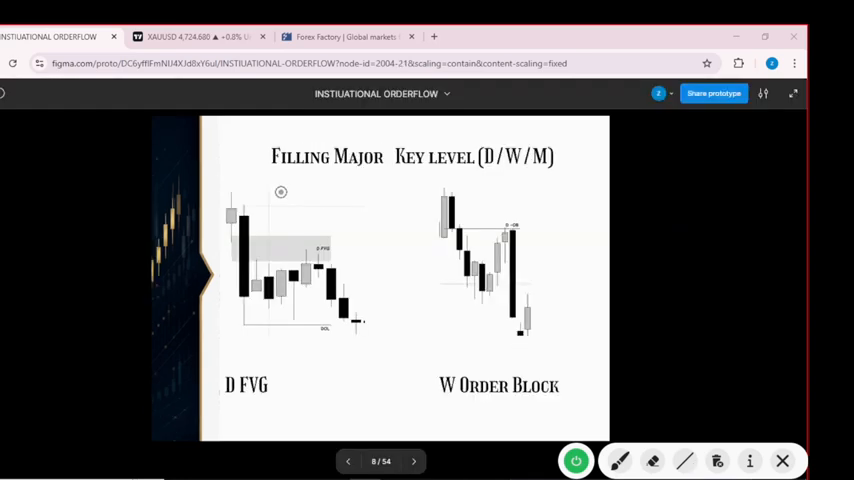 INSTIUATIONAL ORDERFLOW
XAUUSD 4,724.680 ▲ +0.8% U
Forex Factory | Global markets f
figma.com/proto/DC6yffIFmNIJ4XJd8xY6ul/INSTIUATIONAL-ORDERFLOW?node-id=2004-21&scaling=contain&content-scaling=fixed
INSTIUATIONAL ORDERFLOW
Z
Share prototype
Filling Major Key level (D/W/M)
D FVG
DOL
D -OB
D FVG
W Order Block
8 / 54